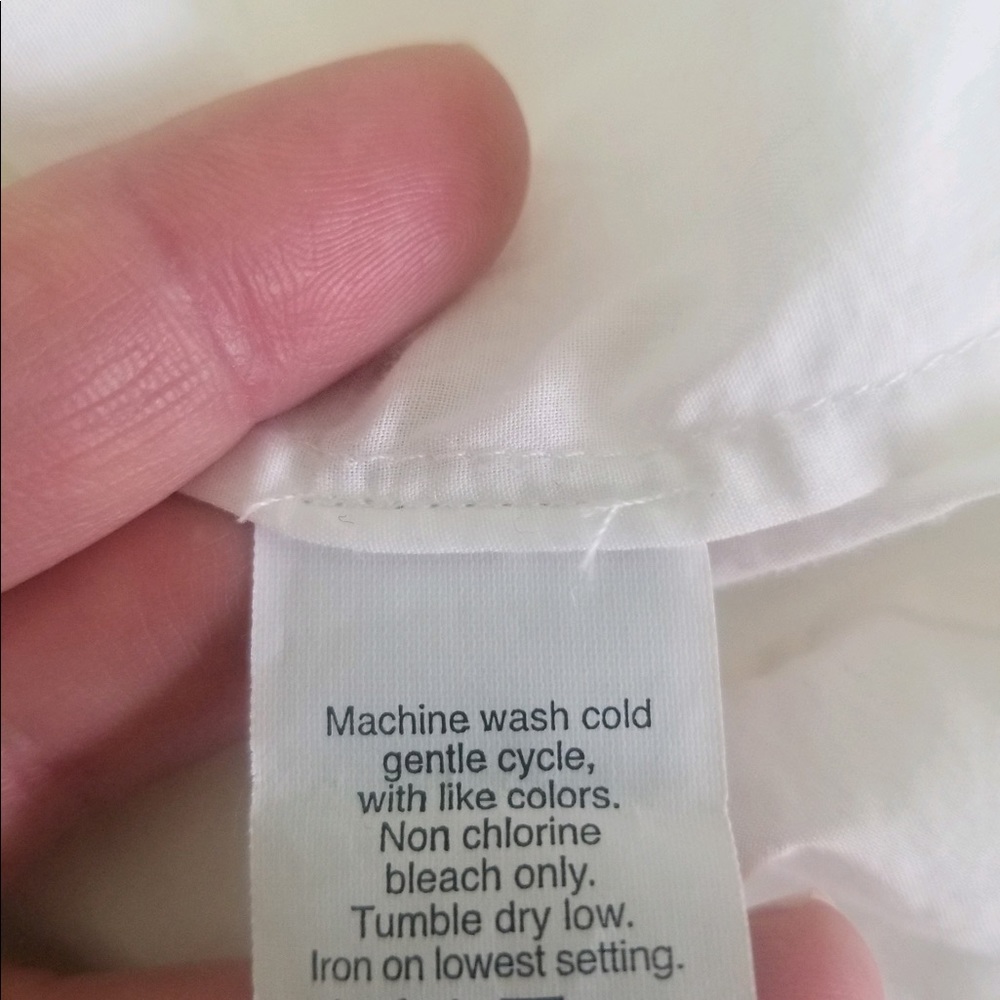 Machine wash cold
gentle cycle,
with like colors.
Non chlorine
bleach only.
Tumble dry low.
Iron on lowest setting.